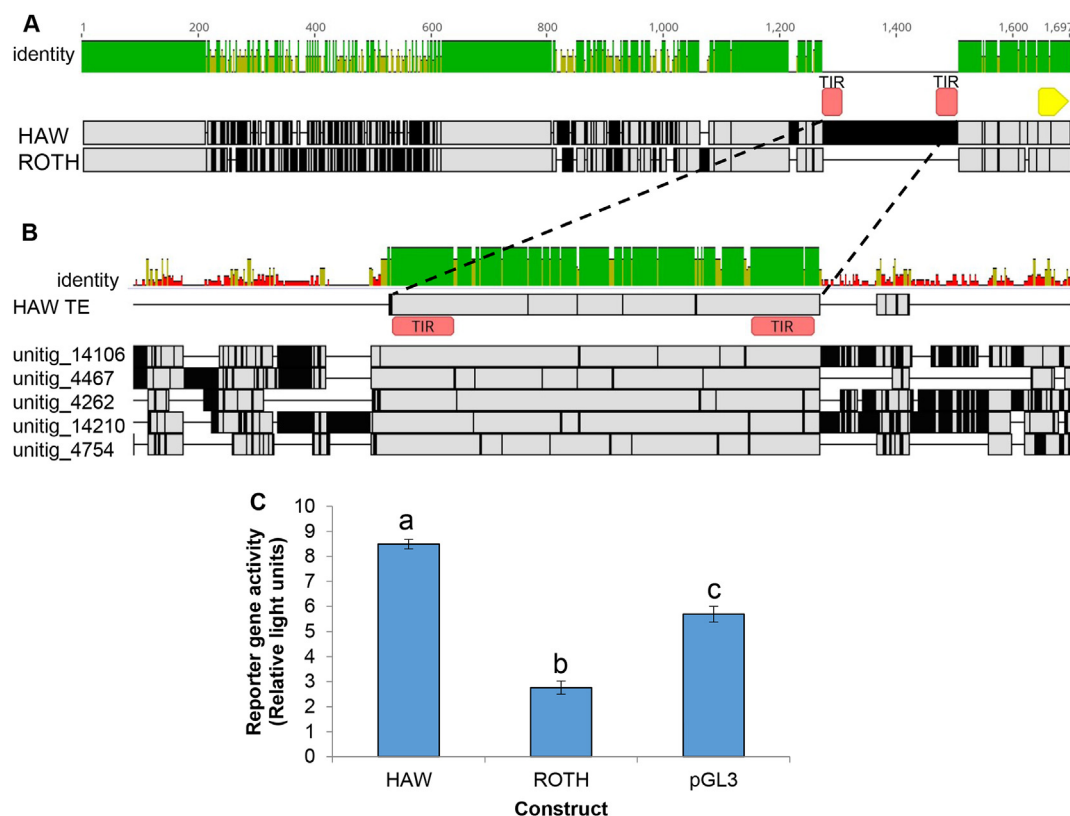 A
1 200 400 600 800 1,000 1,200 1,400 1,600 1,697
identity
TIR TIR
HAW
ROTH
B
identity
HAW TE
TIR TIR
unitig_14106
unitig_4467
unitig_4262
unitig_14210
unitig_4754
C
Reporter gene activity
(Relative light units)
10
9
8
7
6
5
4
3
2
1
0
a
b
c
HAW ROTH pGL3
Construct